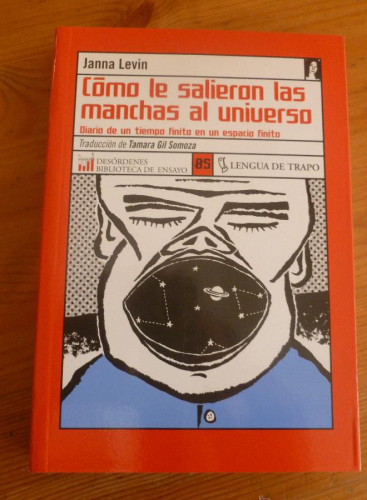 Janna Levin
Cómo le salieron las
manchas al universo
Diario de un tiempo finito en un espacio finito
Traducción de Tamara Gil Somoza
DESÓRDENES
BIBLIOTECA DE ENSAYO
05
LENGUA DE TRAPO